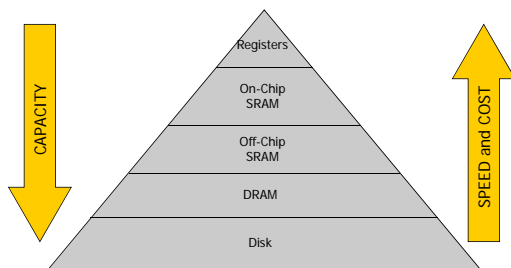 Registers
On-Chip
SRAM
Off-Chip
SRAM
DRAM
Disk
CAPACITY
SPEED and COST